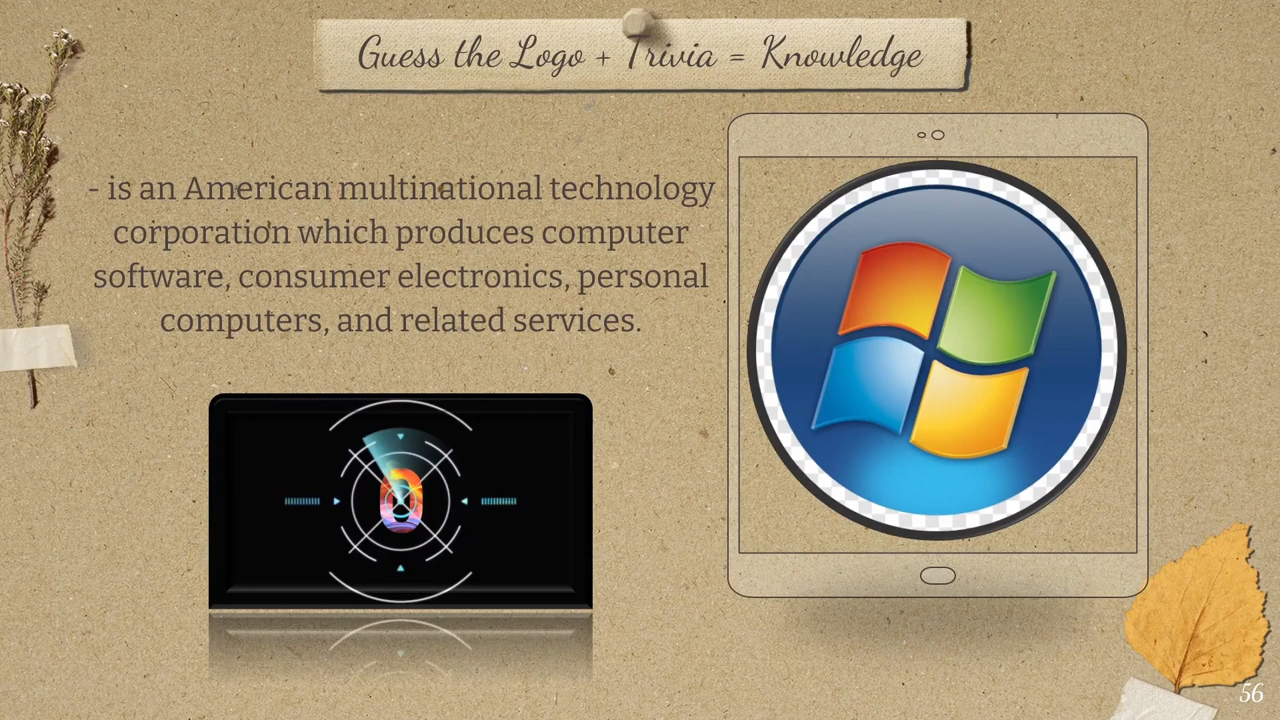 Guess the Logo + Trivia = Knowledge
- is an American multinational technology
corporation which produces computer
software, consumer electronics, personal
computers, and related services.
0
56